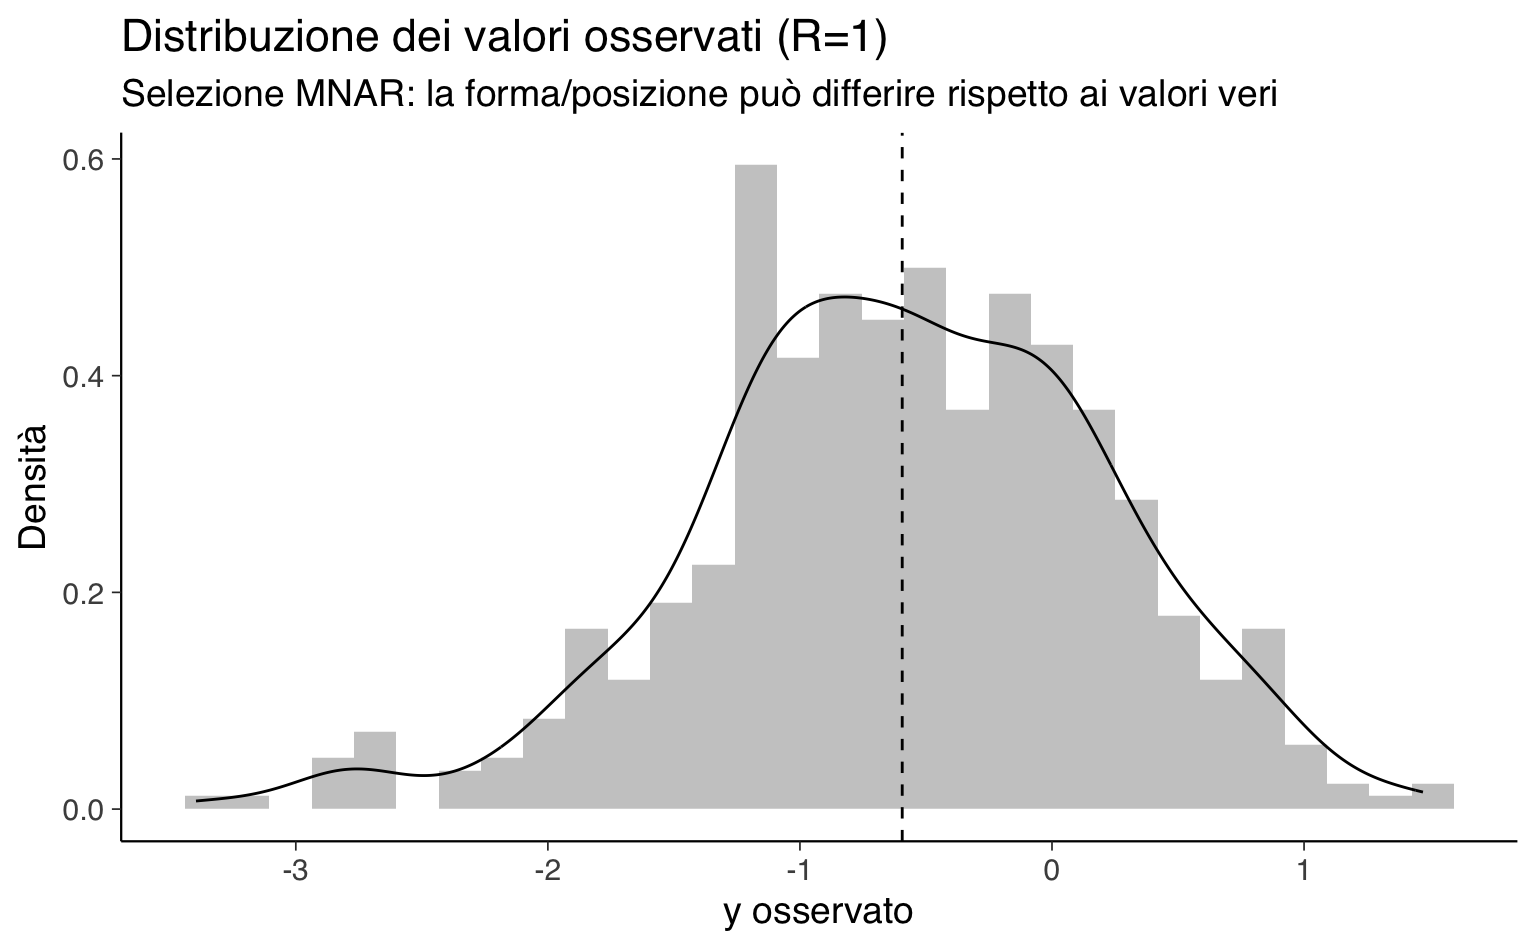 Distribuzione dei valori osservati (R=1)
Selezione MNAR: la forma/posizione può differire rispetto ai valori veri
0.6
0.4
0.2
0.0
Densità
-3
-2
-1
0
1
y osservato